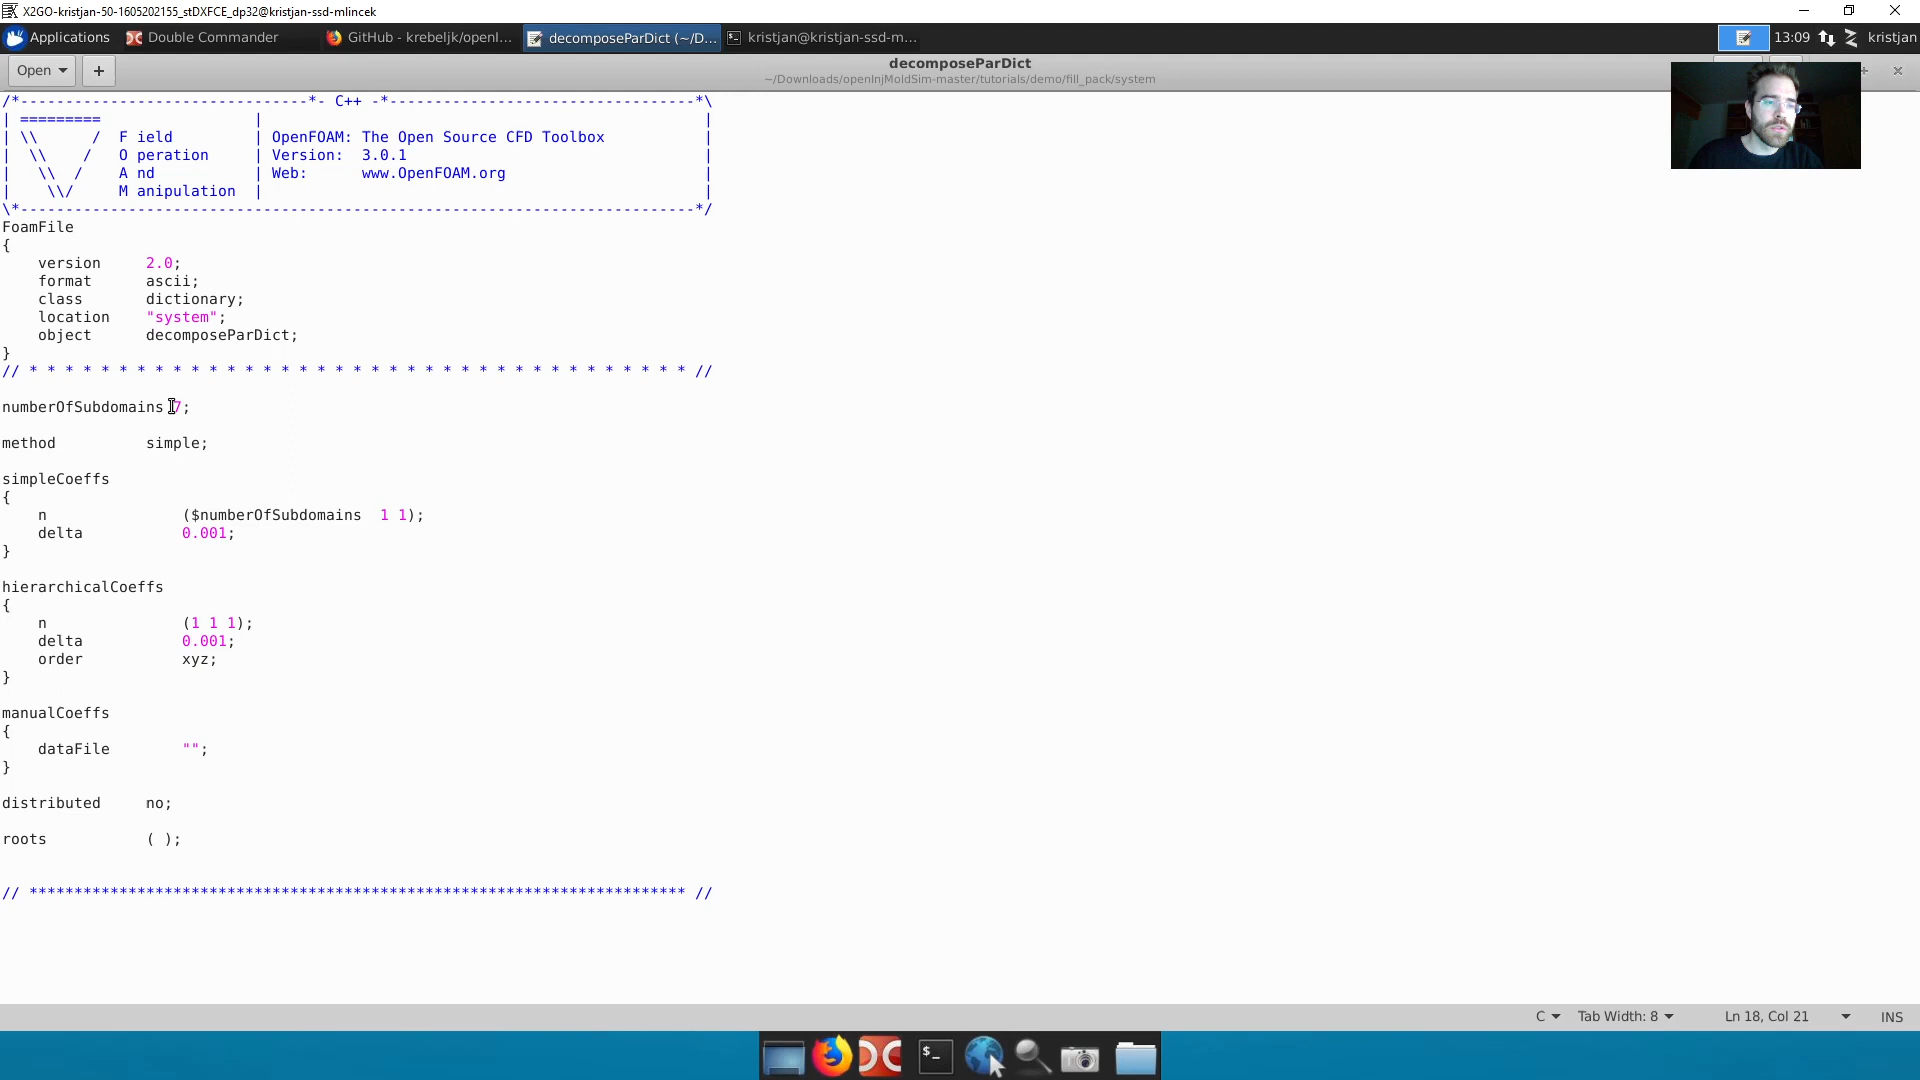 X2GO-kristjan-50-1605202155_stDXFCE_dp32@kristjan-ssd-mlincek
Applications Double Commander GitHub - krebeljk/openI... decomposeParDict (~/D... kristjan@kristjan-ssd-m... 13:09 kristjan
Open + decomposeParDict
~/Downloads/openInjMoldSim-master/tutorials/demo/fill_pack/system
/*--------------------------------*- C++ -*----------------------------------*\
| =========                 |                                                 |
| \\      /  F ield         | OpenFOAM: The Open Source CFD Toolbox           |
|  \\    /   O peration     | Version:  3.0.1                                 |
|   \\  /    A nd           | Web:      www.OpenFOAM.org                      |
|    \\/     M anipulation  |                                                 |
\*---------------------------------------------------------------------------*/
FoamFile
{
    version     2.0;
    format      ascii;
    class       dictionary;
    location    "system";
    object      decomposeParDict;
}
// * * * * * * * * * * * * * * * * * * * * * * * * * * * * * * * * * * * * * //
numberOfSubdomains 7;
method          simple;
simpleCoeffs
{
    n               ($numberOfSubdomains  1 1);
    delta           0.001;
}
hierarchicalCoeffs
{
    n               (1 1 1);
    delta           0.001;
    order           xyz;
}
manualCoeffs
{
    dataFile        "";
}
distributed     no;
roots           ( );
// ************************************************************************* //
C Tab Width: 8 Ln 18, Col 21 INS